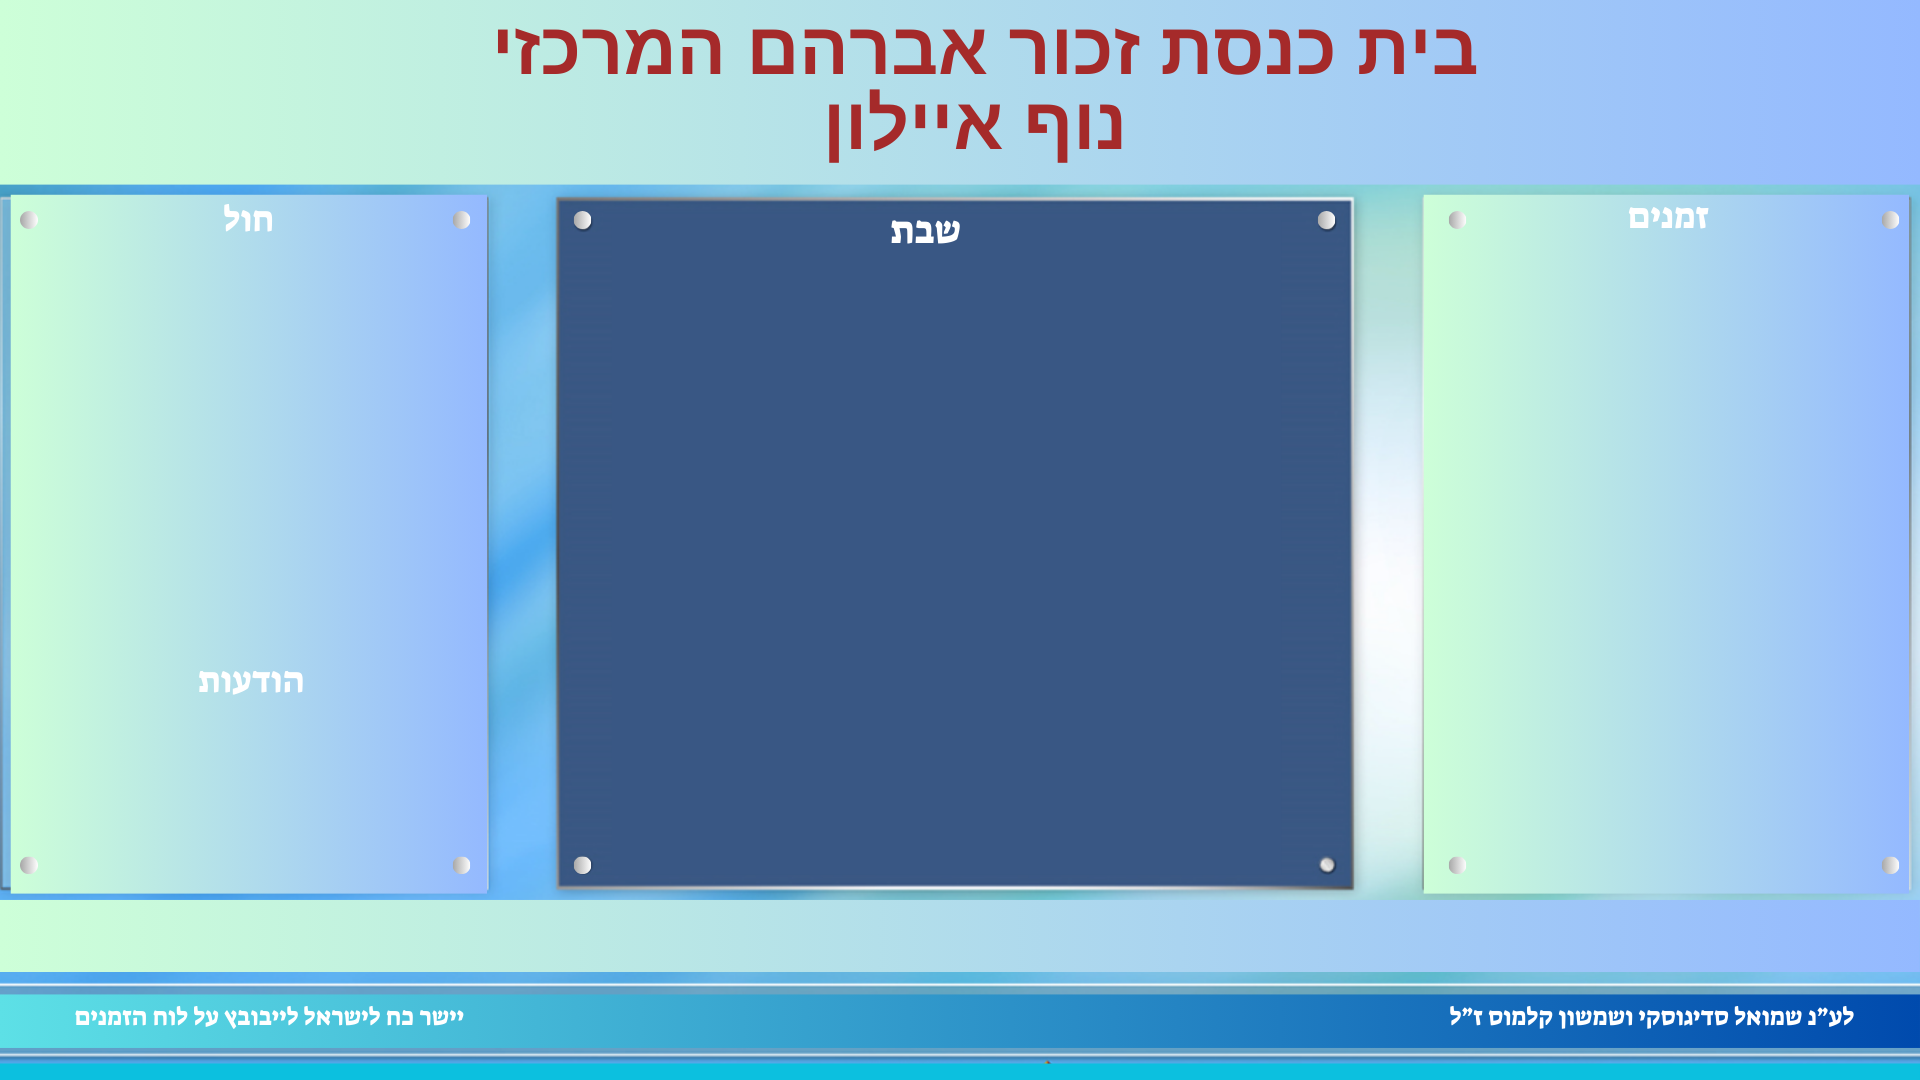 בית כנסת זכור אברהם המרכזי
נוף איילון
זמנים
שבת
חול
הודעות
לע"נ שמואל סדיגוסקי ושמשון קלמוס ז"ל
יישר כח לישראל לייבובץ על לוח הזמנים